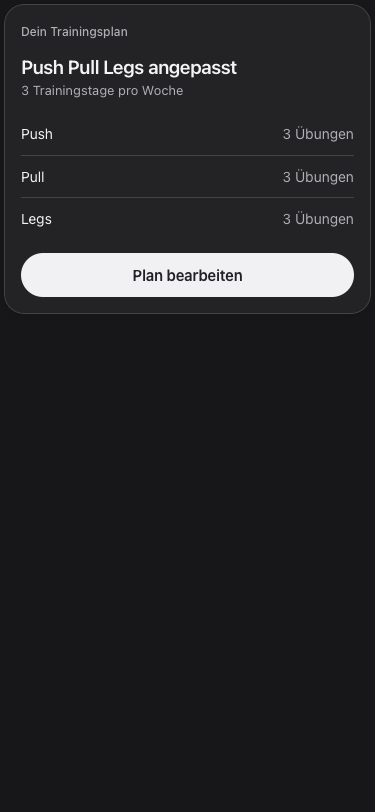 Dein Trainingsplan
Push Pull Legs angepasst
3 Trainingstage pro Woche
Push 3 Übungen
Pull 3 Übungen
Legs 3 Übungen
Plan bearbeiten